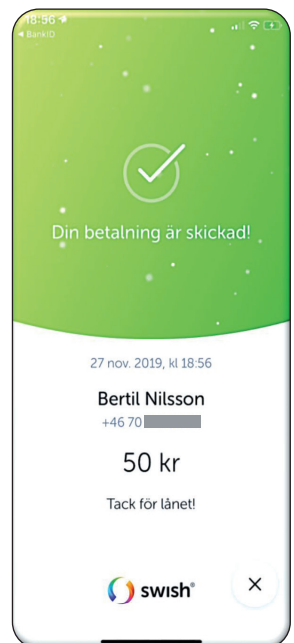 18:56
◀ BankID
Din betalning är skickad!
27 nov. 2019, kl 18:56
Bertil Nilsson
+46 70
50 kr
Tack för lånet!
swish®